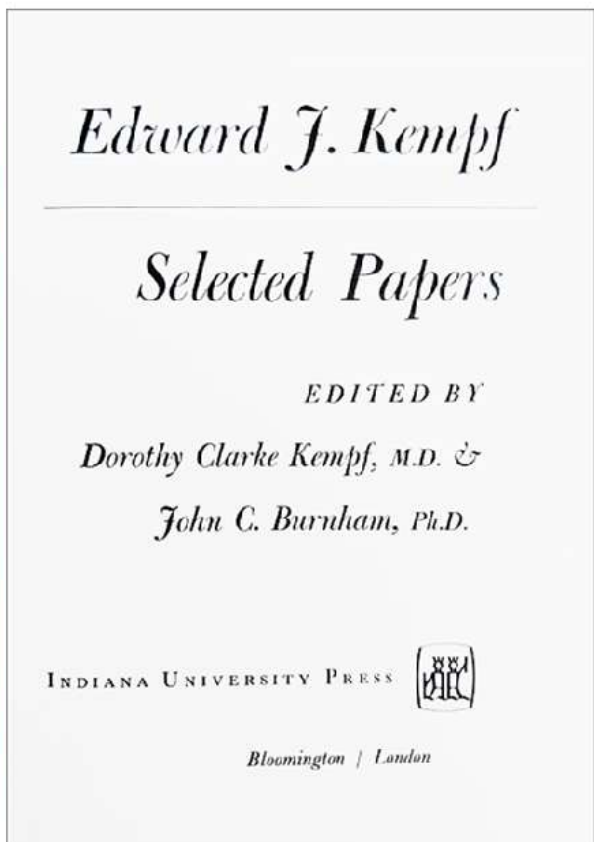 Edward J. Kempf
Selected Papers
EDITED BY
Dorothy Clarke Kempf, M.D. &
John C. Burnham, Ph.D.
INDIANA UNIVERSITY PRESS
Bloomington / London